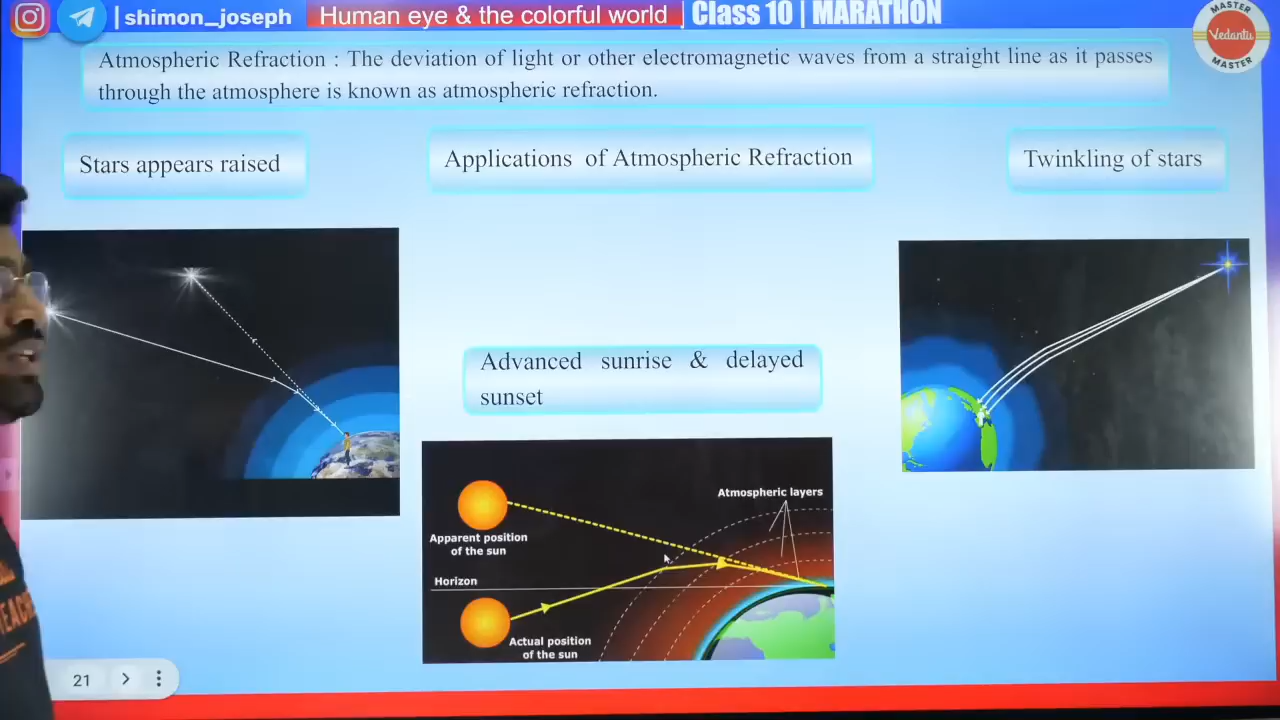 | shimon_joseph
Human eye & the colorful world
| Class 10 | MARATHON
MASTER
Vedantu
MASTER
Atmospheric Refraction : The deviation of light or other electromagnetic waves from a straight line as it passes
through the atmosphere is known as atmospheric refraction.
Stars appears raised
Applications of Atmospheric Refraction
Twinkling of stars
Advanced sunrise & delayed
sunset
Atmospheric layers
Apparent position
of the sun
Horizon
Actual position
of the sun
21